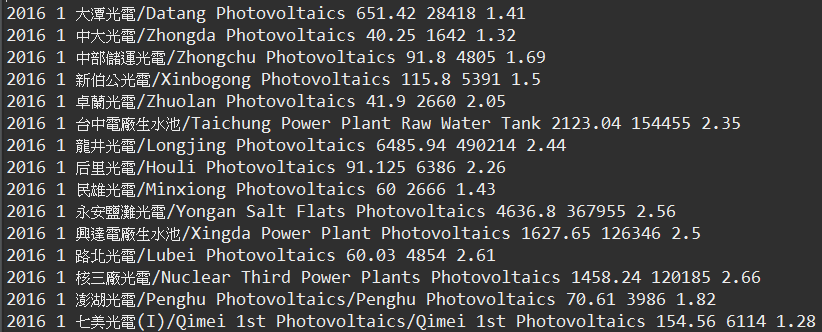 2016 1 大潭光電/Datang Photovoltaics 651.42 28418 1.41
2016 1 中大光電/Zhongda Photovoltaics 40.25 1642 1.32
2016 1 中部儲運光電/Zhongchu Photovoltaics 91.8 4805 1.69
2016 1 新伯公光電/Xinbogong Photovoltaics 115.8 5391 1.5
2016 1 卓蘭光電/Zhuolan Photovoltaics 41.9 2660 2.05
2016 1 台中電廠生水池/Taichung Power Plant Raw Water Tank 2123.04 154455 2.35
2016 1 龍井光電/Longjing Photovoltaics 6485.94 490214 2.44
2016 1 后里光電/Houli Photovoltaics 91.125 6386 2.26
2016 1 民雄光電/Minxiong Photovoltaics 60 2666 1.43
2016 1 永安鹽灘光電/Yongan Salt Flats Photovoltaics 4636.8 367955 2.56
2016 1 興達電廠生水池/Xingda Power Plant Photovoltaics 1627.65 126346 2.5
2016 1 路北光電/Lubei Photovoltaics 60.03 4854 2.61
2016 1 核三廠光電/Nuclear Third Power Plants Photovoltaics 1458.24 120185 2.66
2016 1 澎湖光電/Penghu Photovoltaics/Penghu Photovoltaics 70.61 3986 1.82
2016 1 七美光電(I)/Qimei 1st Photovoltaics/Qimei 1st Photovoltaics 154.56 6114 1.28